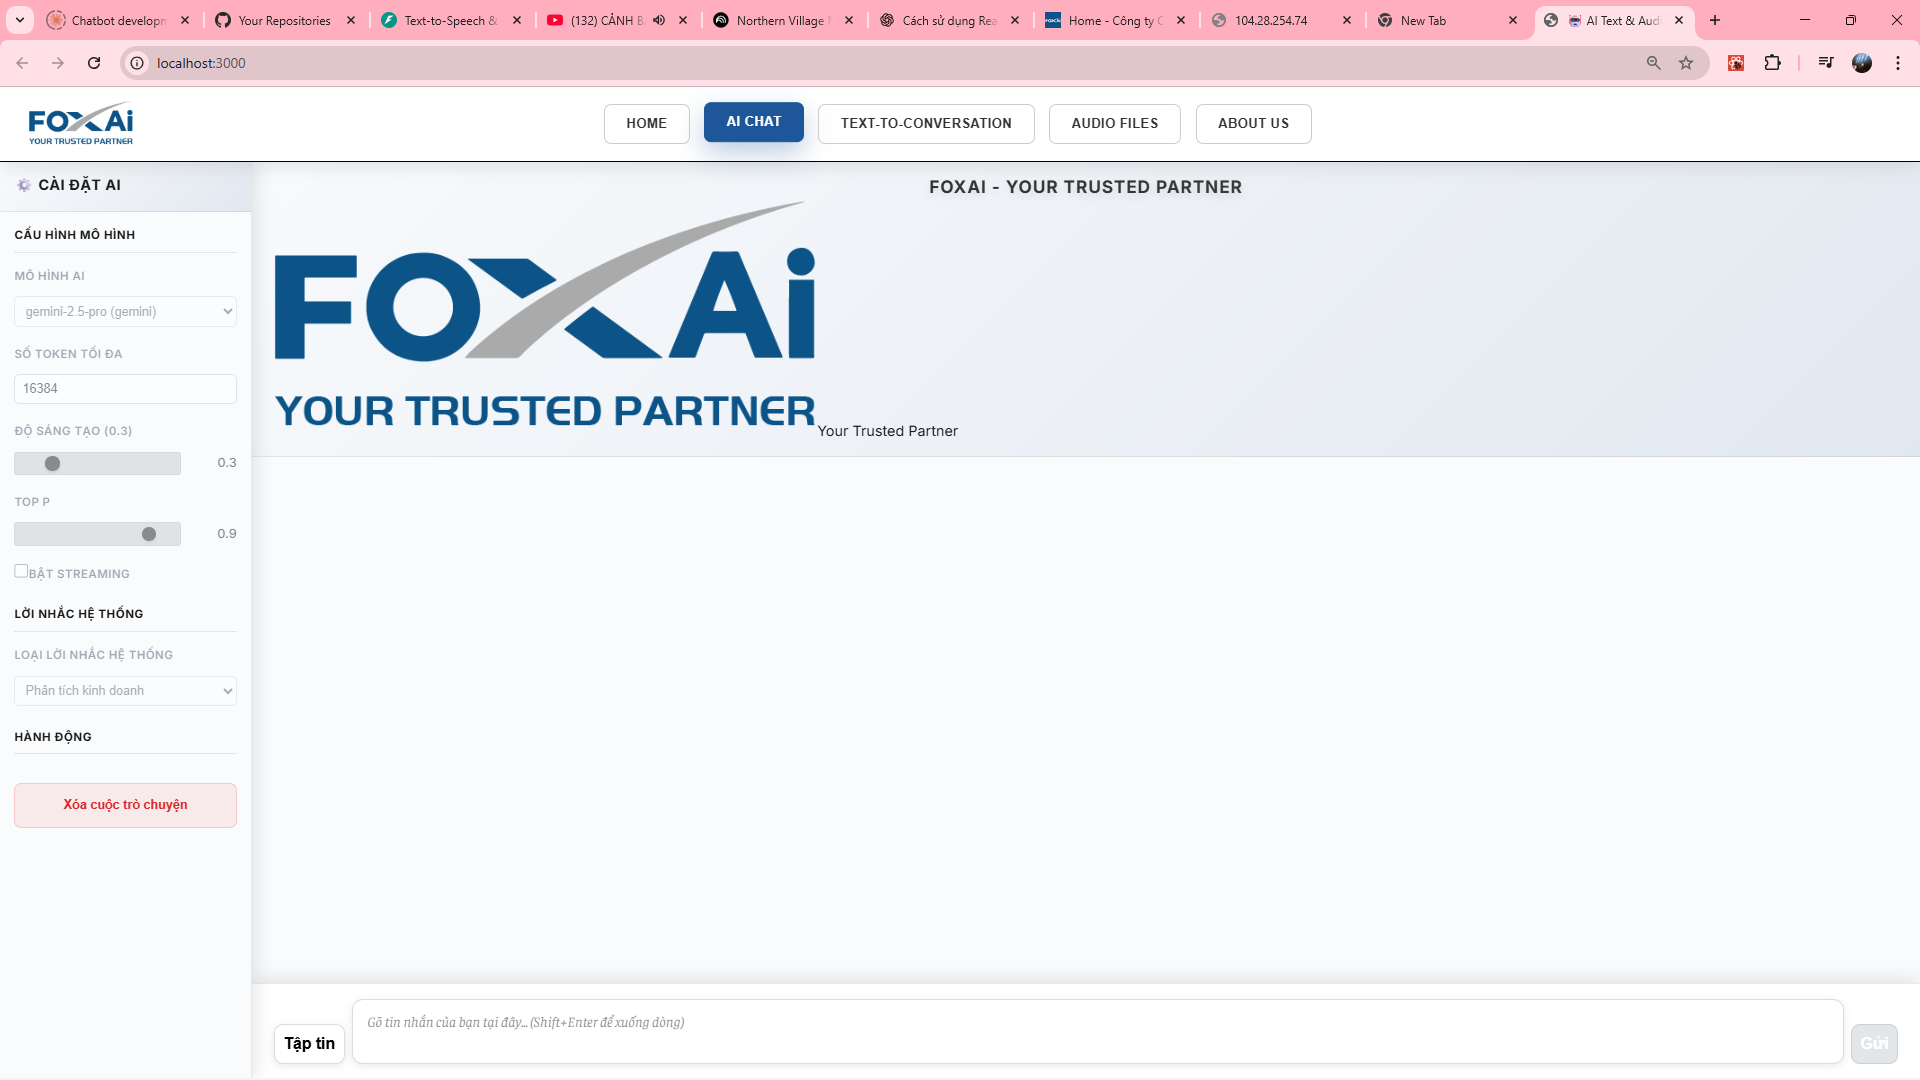 Chatbot developm
Your Repositories
Text-to-Speech &
(132) CẢNH B
Northern Village
Cách sử dụng Rea
Home - Công ty C
104.28.254.74
New Tab
AI Text & Aud
localhost:3000
FOXAi
YOUR TRUSTED PARTNER
HOME
AI CHAT
TEXT-TO-CONVERSATION
AUDIO FILES
ABOUT US
CÀI ĐẶT AI
CẤU HÌNH MÔ HÌNH
MÔ HÌNH AI
gemini-2.5-pro (gemini)
SỐ TOKEN TỐI ĐA
16384
ĐỘ SÁNG TẠO (0.3)
0.3
TOP P
0.9
BẬT STREAMING
LỜI NHẮC HỆ THỐNG
LOẠI LỜI NHẮC HỆ THỐNG
Phân tích kinh doanh
HÀNH ĐỘNG
Xóa cuộc trò chuyện
FOXAI - YOUR TRUSTED PARTNER
FOXAi
YOUR TRUSTED PARTNER
Your Trusted Partner
Tập tin
Gõ tin nhắn của bạn tại đây... (Shift+Enter để xuống dòng)
Gửi